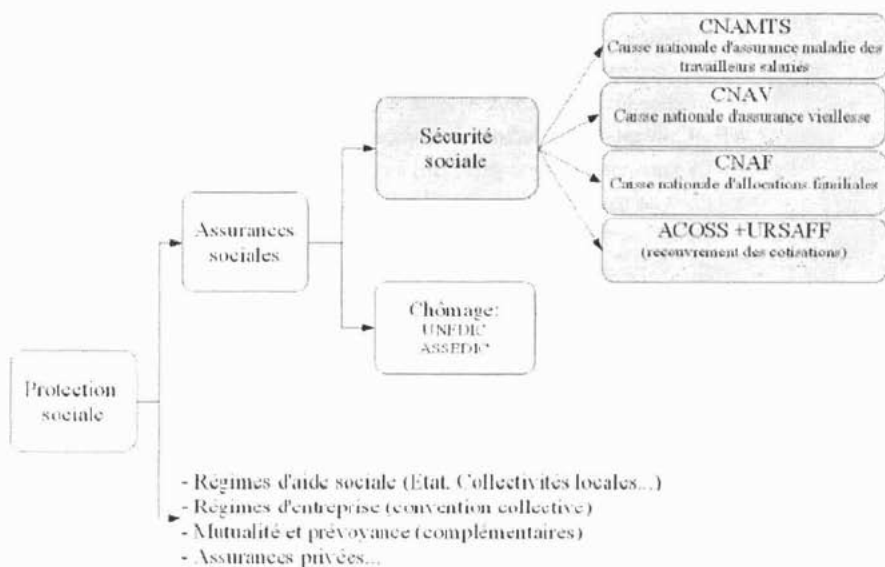 CNAMTS
Caisse nationale d'assurance maladie des
travailleurs salariés
CNAV
Caisse nationale d'assurance vieillesse
Sécurité
sociale
CNAF
Caisse nationale d'allocations familiales
Assurances
sociales
ACOSS +URSAFF
(recouvrement des cotisations)
Chômage:
UNEDIC
ASSEDIC
Protection
sociale
- Régimes d'aide sociale (Etat. Collectivités locales...)
- Régimes d'entreprise (convention collective)
- Mutualité et prévoyance (complémentaires)
- Assurances privées...